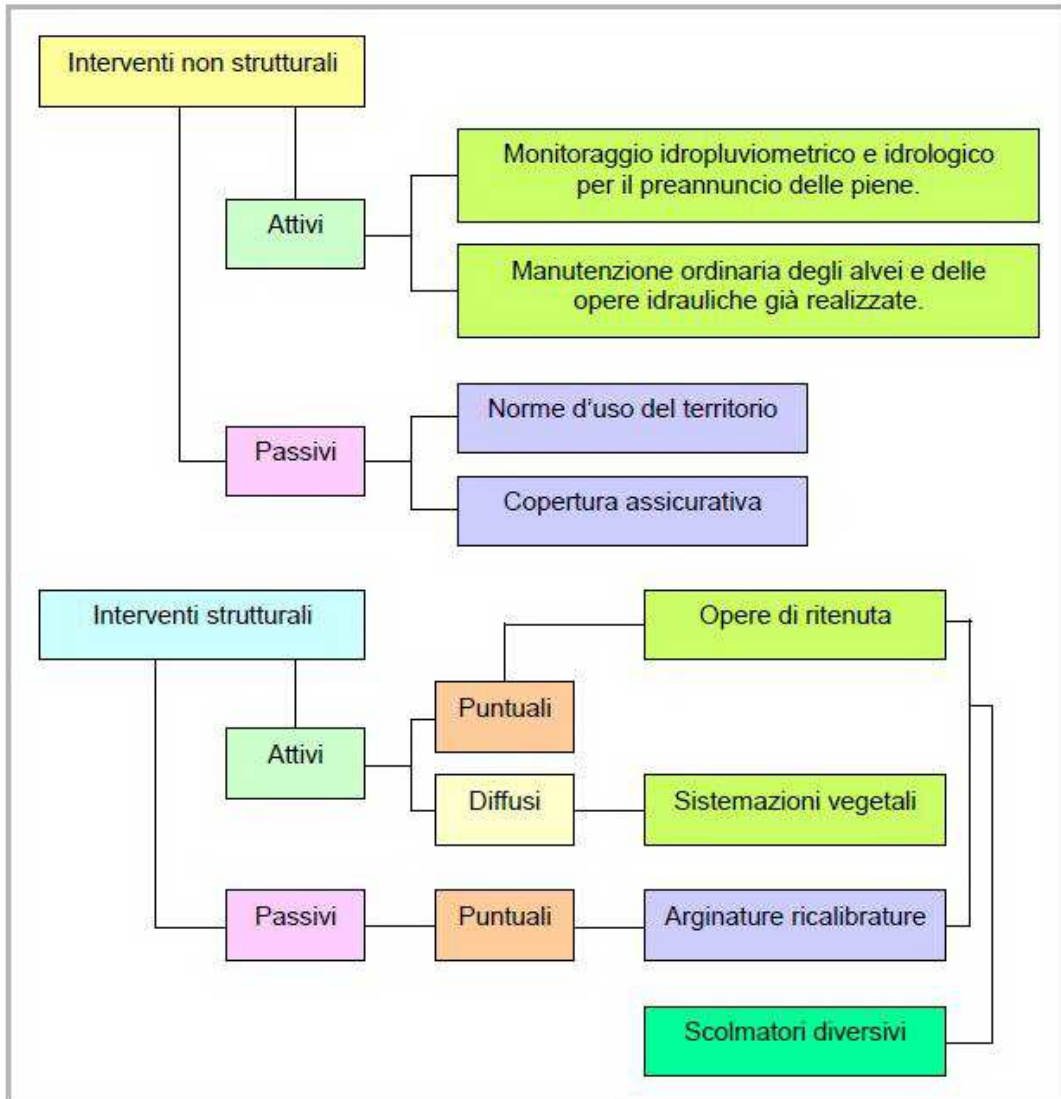 Interventi non strutturali
Monitoraggio idropluviometrico e idrologico
per il preannuncio delle piene.
Attivi
Manutenzione ordinaria degli alvei e delle
opere idrauliche già realizzate.
Norme d'uso del territorio
Passivi
Copertura assicurativa
Interventi strutturali
Opere di ritenuta
Puntuali
Attivi
Diffusi
Sistemazioni vegetali
Passivi
Puntuali
Arginature ricalibrature
Scolmatori diversivi